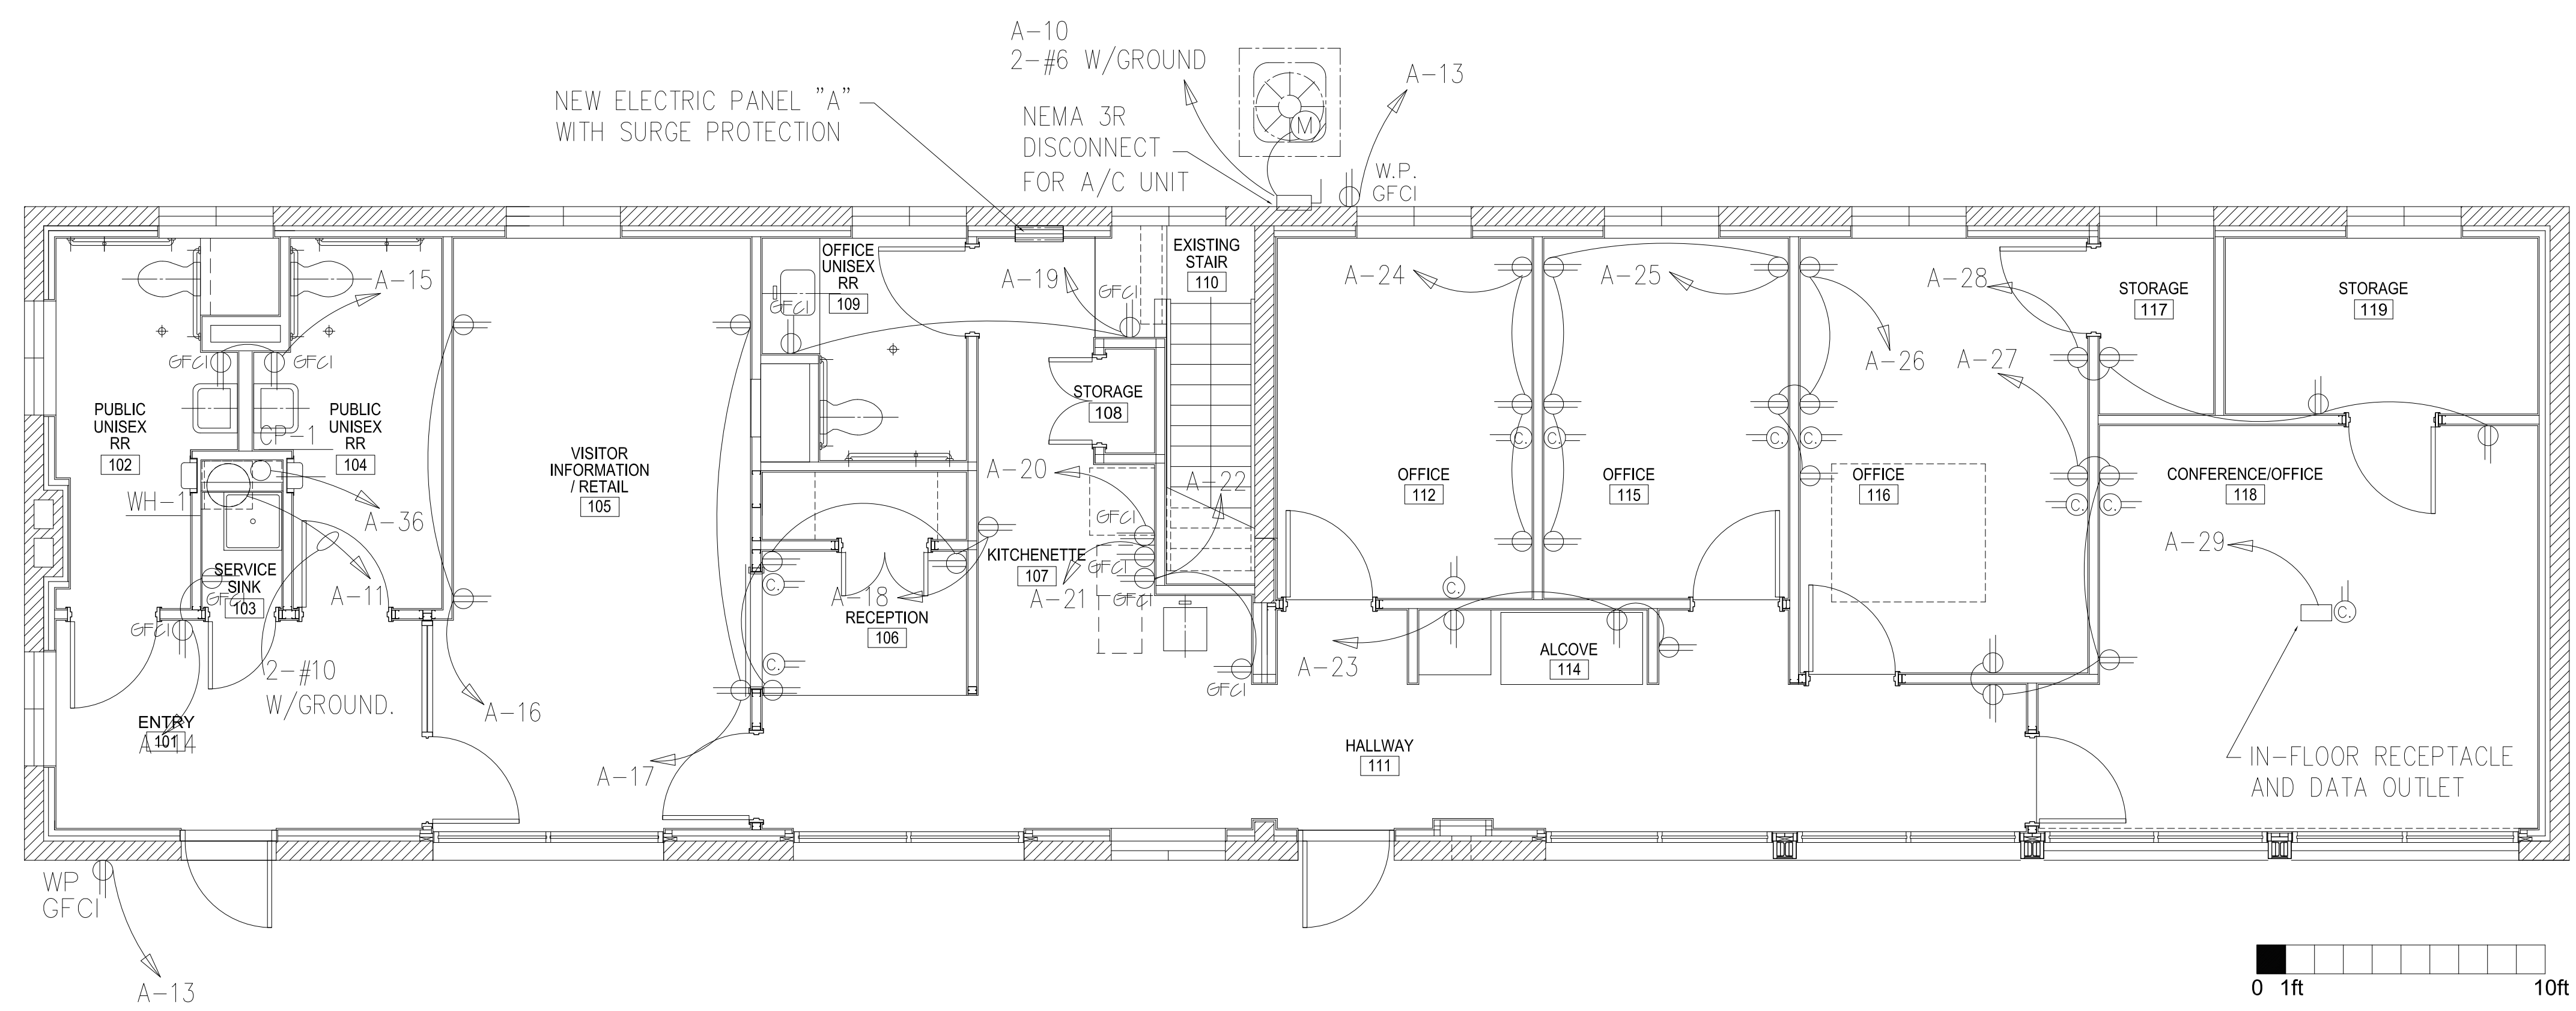 A-10
2-#6 W/GROUND
A-13
NEW ELECTRIC PANEL "A"
WITH SURGE PROTECTION
NEMA 3R
DISCONNECT
FOR A/C UNIT
M
W.P.
GFCI
A-15
GFCI
GFCI
PUBLIC
UNISEX
RR
102
PUBLIC
UNISEX
RR
104
CP-1
WH-1
A-36
SERVICE
SINK
103
GFCI
A-11
GFCI
2-#10
W/GROUND.
ENTRY
101
A-14
WP
GFCI
A-13
VISITOR
INFORMATION
/ RETAIL
105
A-16
A-17
OFFICE
UNISEX
RR
109
GFCI
A-19
GFCI
EXISTING
STAIR
110
STORAGE
108
A-20
A-22
GFCI
KITCHENETTE
107
GFCI
GFCI
A-21
A-18
RECEPTION
106
C.
C.
GFCI
A-24
OFFICE
112
C.
C.
A-25
OFFICE
115
C.
C.
A-23
ALCOVE
114
HALLWAY
111
A-26
OFFICE
116
C.
C.
A-28
A-27
STORAGE
117
STORAGE
119
CONFERENCE/OFFICE
118
C.
A-29
C.
IN-FLOOR RECEPTACLE
AND DATA OUTLET
0 1ft 10ft